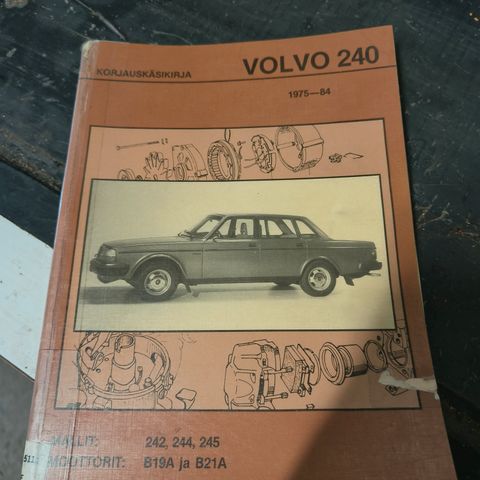 KORJAUSKÄSIKIRJA VOLVO 240
1975—84
MALLIT: 242, 244, 245
MOOTTORIT: B19A ja B21A